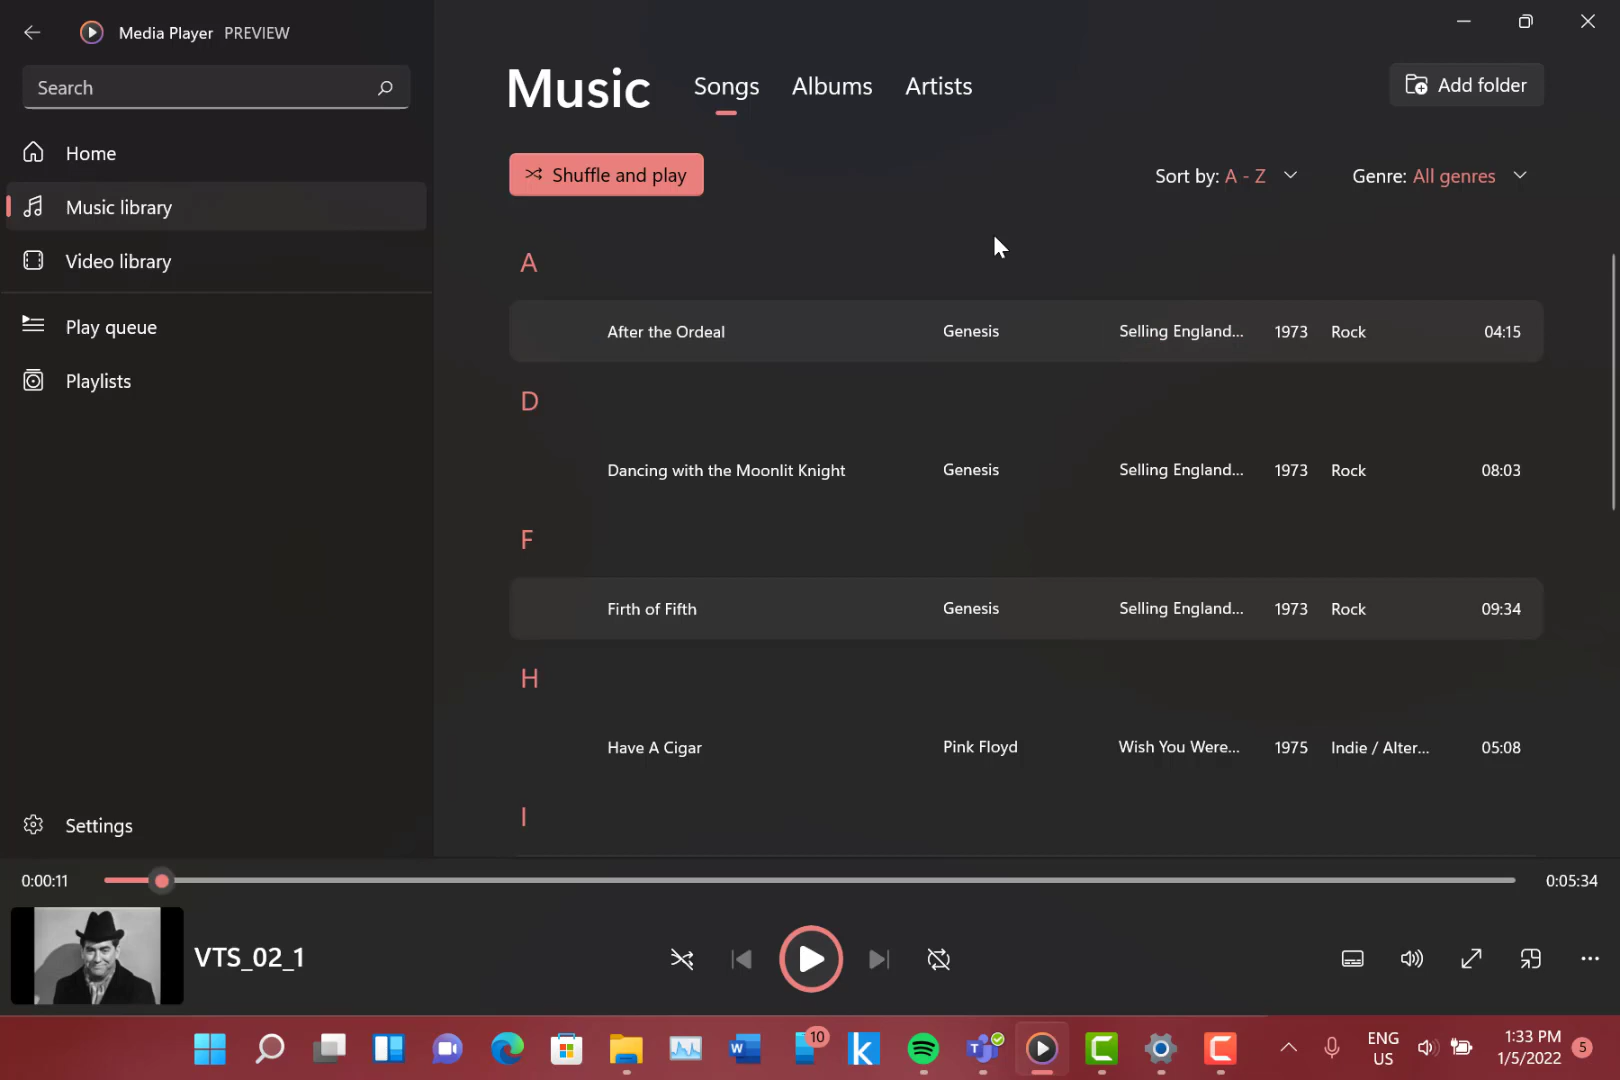 Media Player PREVIEW
Search
Home
Music library
Video library
Play queue
Playlists
Settings
Music Songs Albums Artists
Add folder
Shuffle and play
Sort by: A - Z
Genre: All genres
A
After the Ordeal Genesis Selling England... 1973 Rock 04:15
D
Dancing with the Moonlit Knight Genesis Selling England... 1973 Rock 08:03
F
Firth of Fifth Genesis Selling England... 1973 Rock 09:34
H
Have A Cigar Pink Floyd Wish You Were... 1975 Indie / Alter... 05:08
I
0:00:11 0:05:34
VTS_02_1
W
10
k
T
C
C
ENG
US
1:33 PM
1/5/2022
5